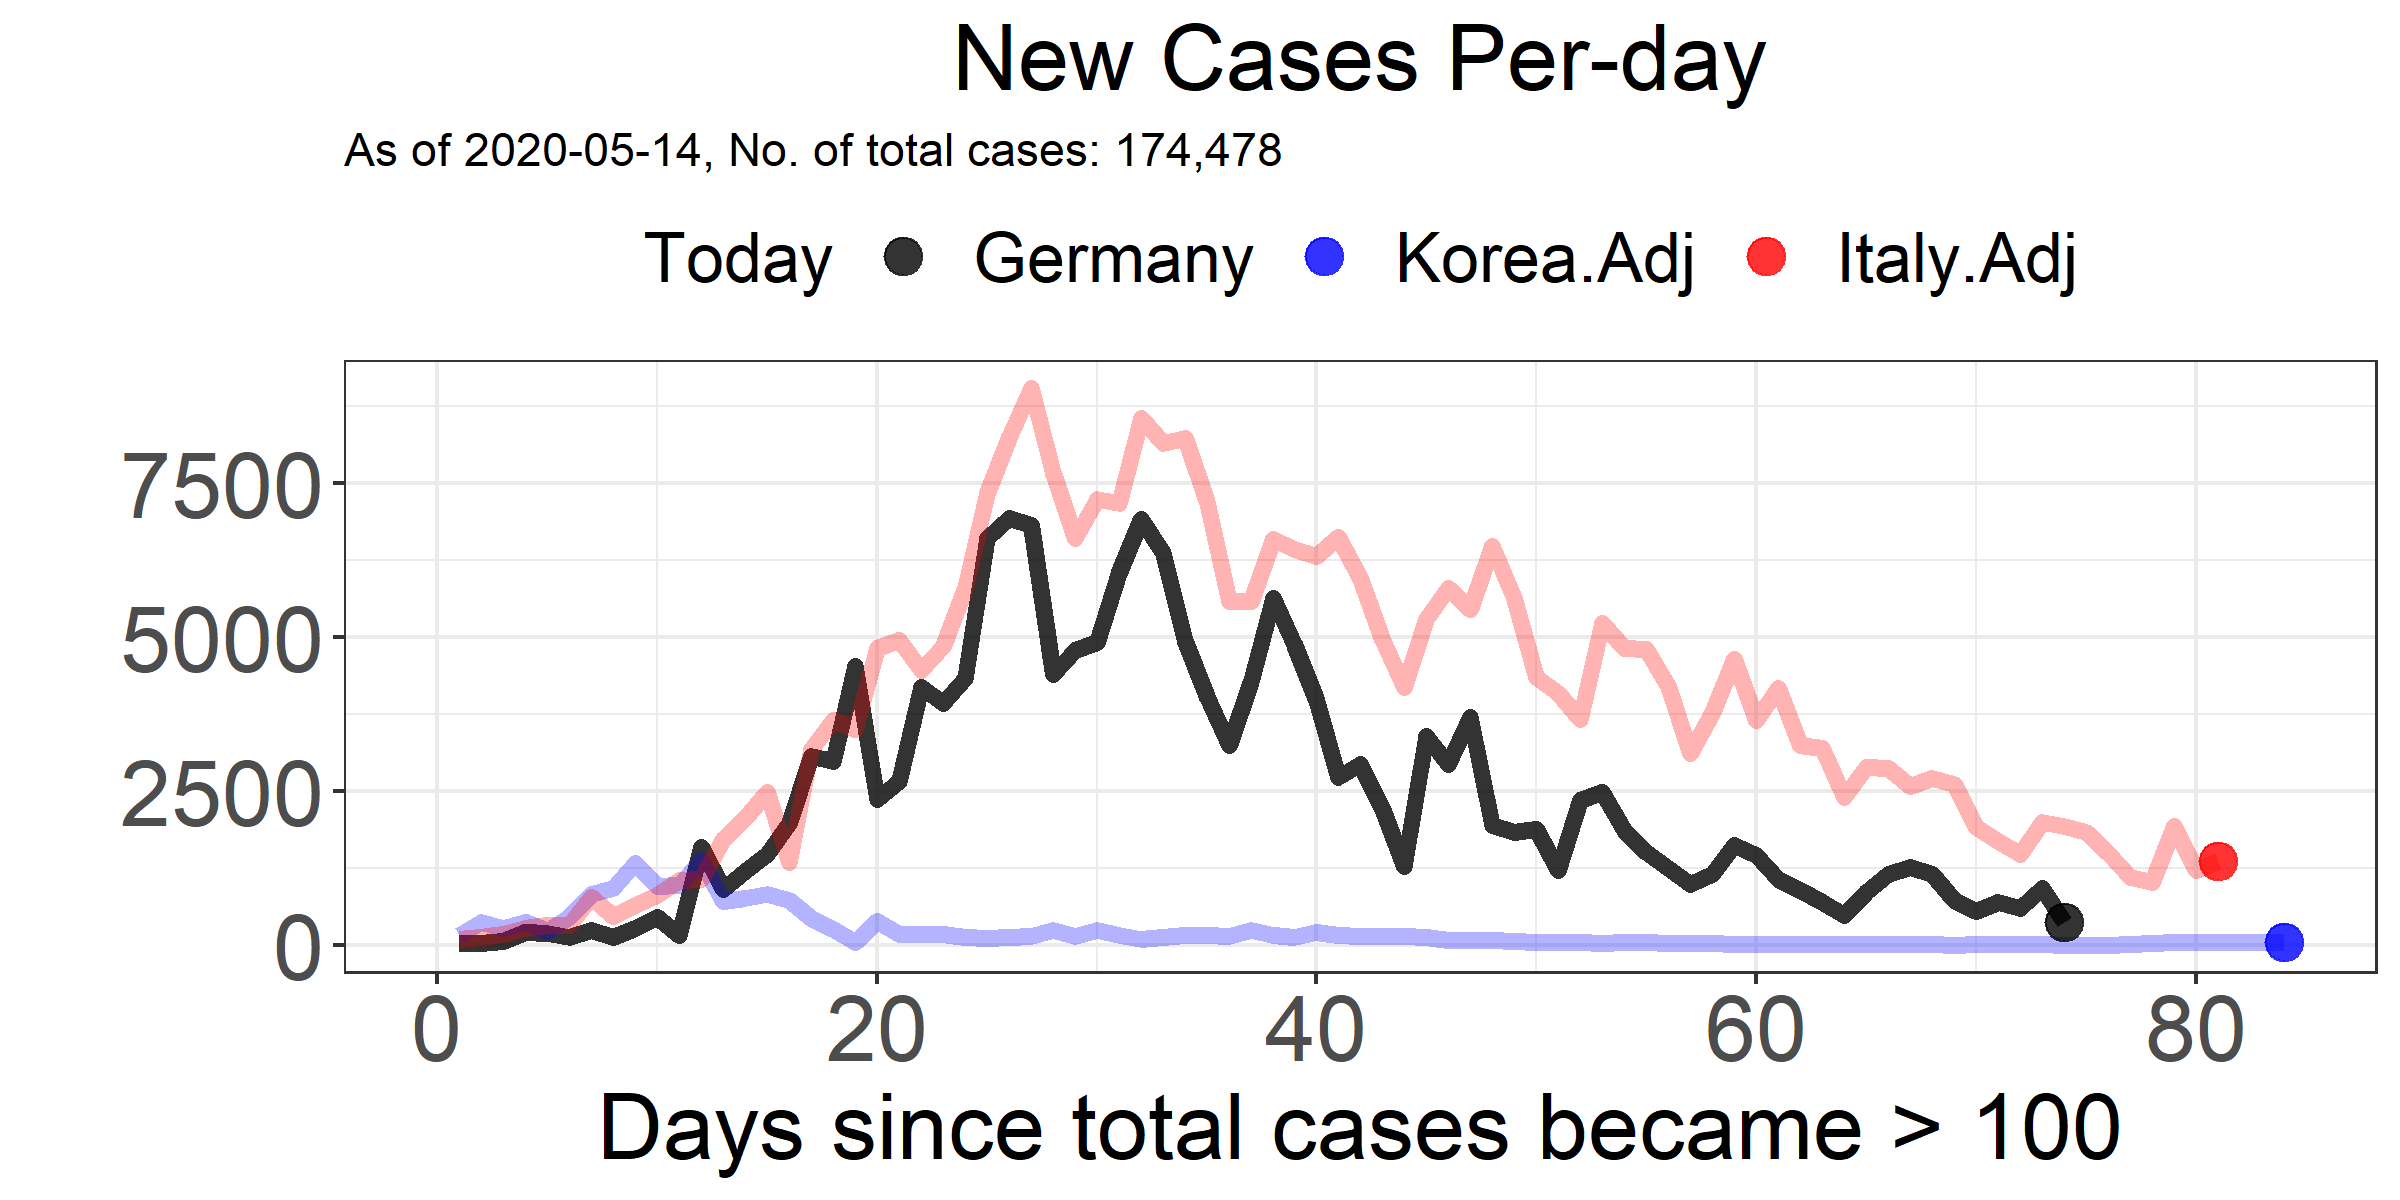 New Cases Per-day
As of 2020-05-14, No. of total cases: 174,478
Today Germany Korea.Adj Italy.Adj
7500
5000
2500
0
0 20 40 60 80
Days since total cases became > 100